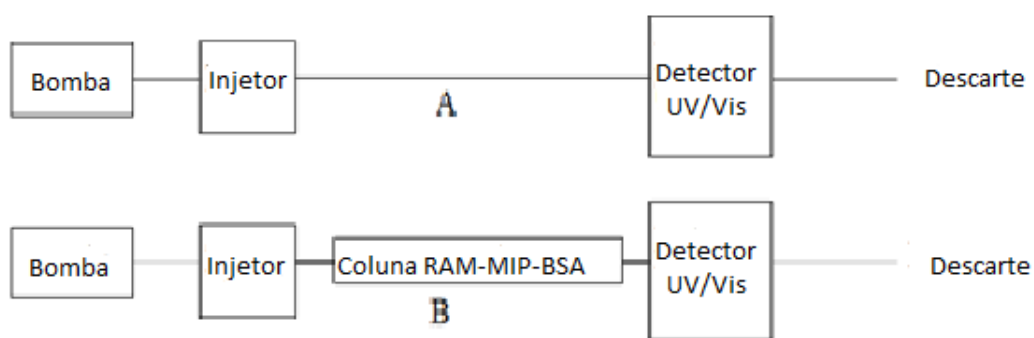 Bomba
Injetor
Detector
UV/Vis
Descarte
A
Bomba
Injetor
Coluna RAM-MIP-BSA
Detector
UV/Vis
Descarte
B